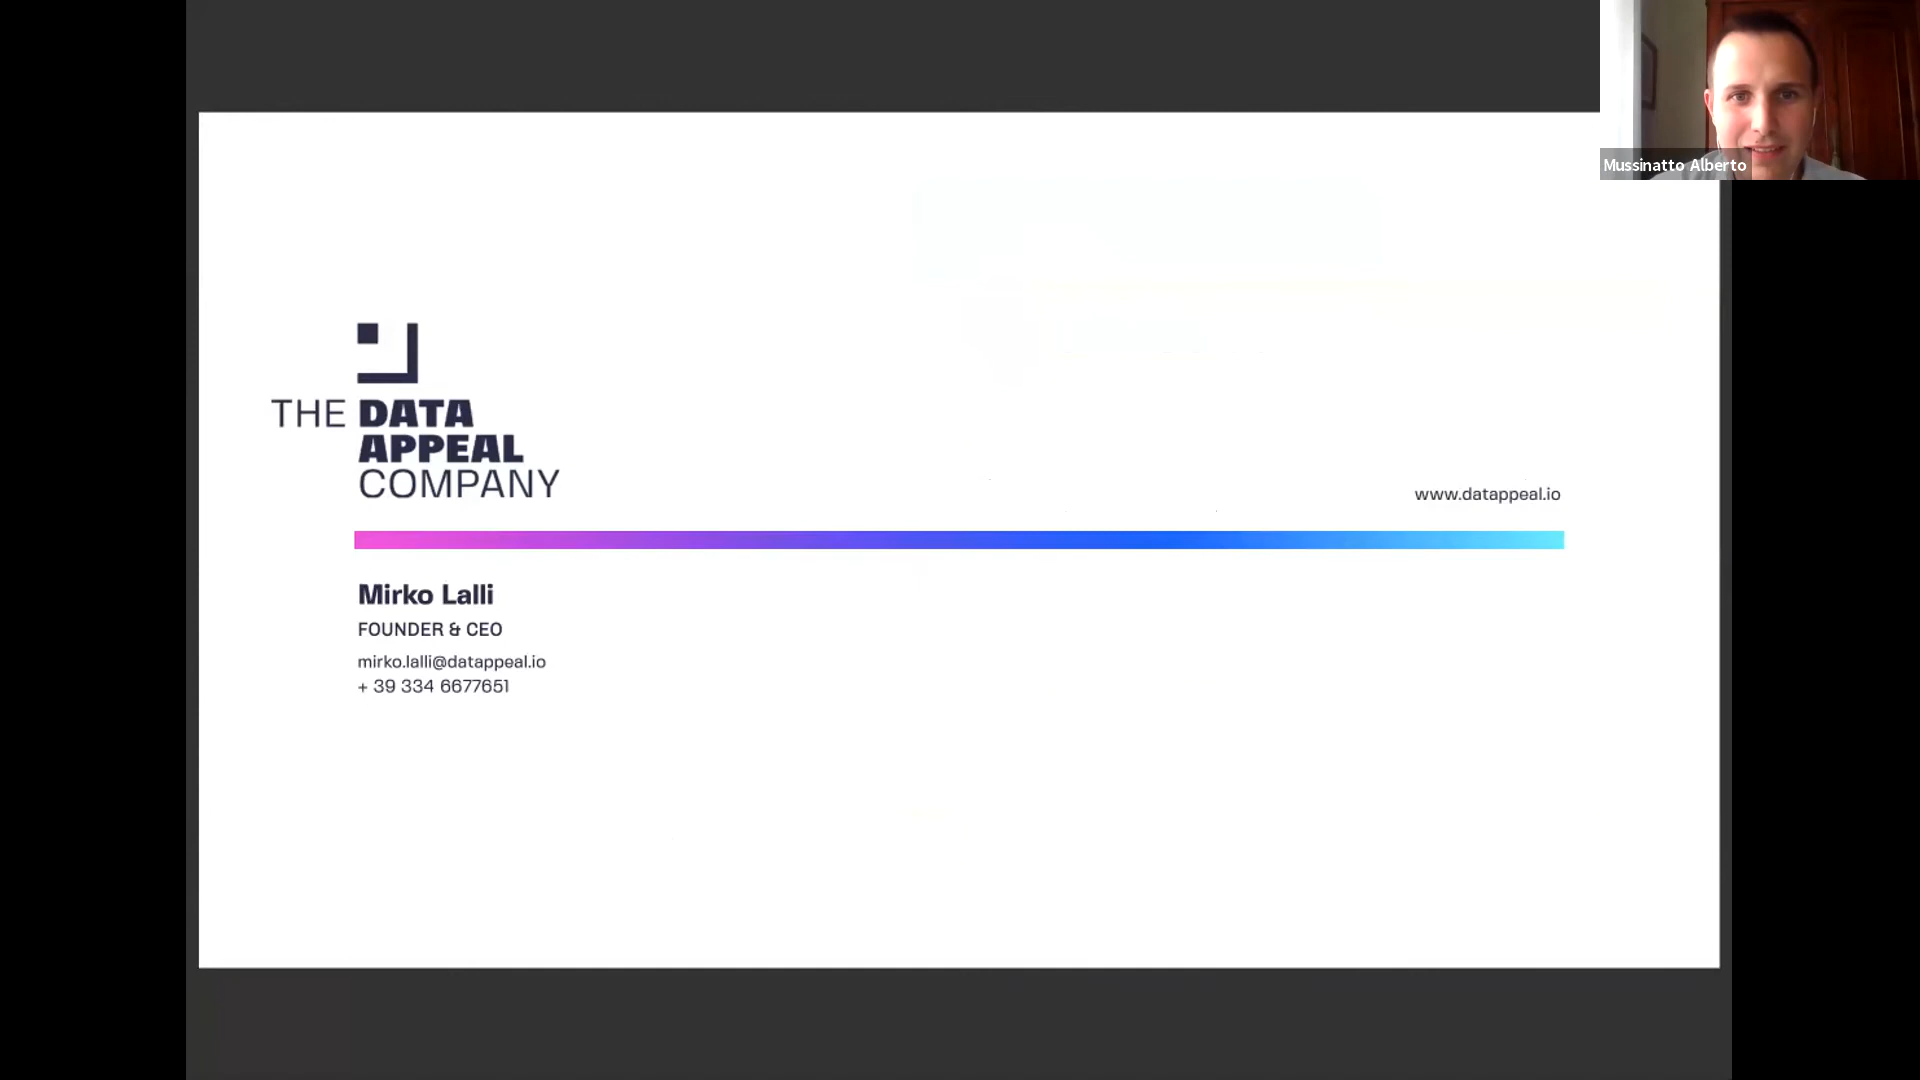 Mussinatto Alberto
THE DATA
APPEAL
COMPANY
www.datappeal.io
Mirko Lalli
FOUNDER & CEO
mirko.lalli@datappeal.io
+ 39 334 6677651